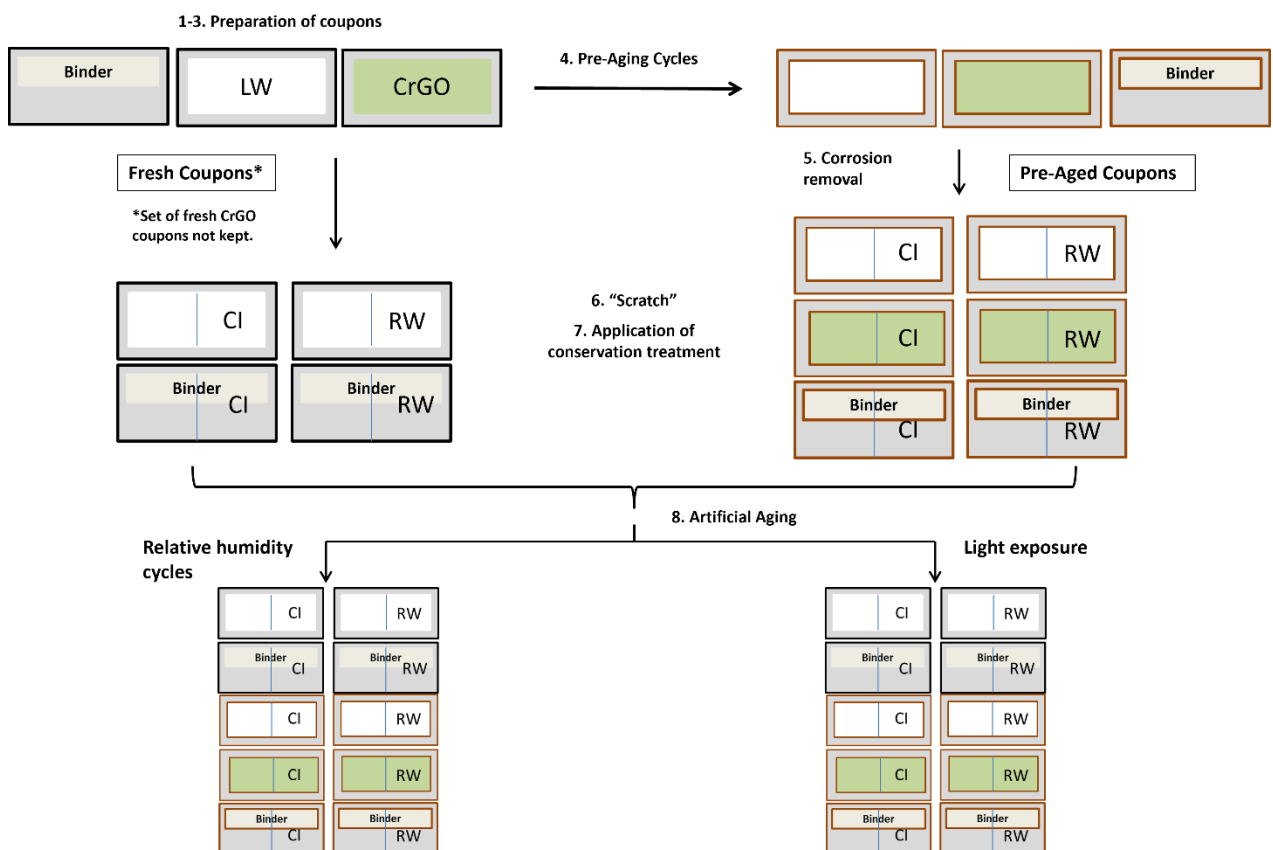 1-3. Preparation of coupons
Binder
LW
CrGO
4. Pre-Aging Cycles
Binder
Fresh Coupons*
*Set of fresh CrGO
coupons not kept.
5. Corrosion
removal
Pre-Aged Coupons
CI
RW
Binder
CI
Binder
RW
6. “Scratch”
7. Application of
conservation treatment
CI
RW
CI
RW
Binder
CI
Binder
RW
8. Artificial Aging
Relative humidity
cycles
Light exposure
CI
RW
Binder
CI
Binder
RW
CI
RW
CI
RW
Binder
CI
Binder
RW
CI
RW
Binder
CI
Binder
RW
CI
RW
CI
RW
Binder
CI
Binder
RW